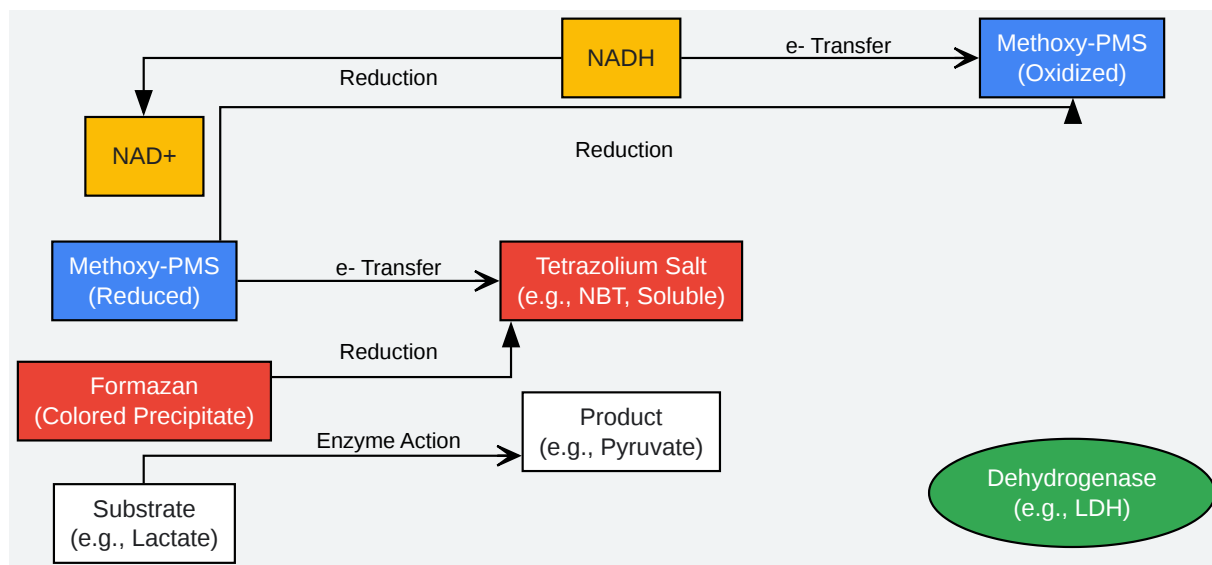 NADH
e- Transfer
Methoxy-PMS
(Oxidized)
Reduction
NAD+
Reduction
Methoxy-PMS
(Reduced)
e- Transfer
Tetrazolium Salt
(e.g., NBT, Soluble)
Reduction
Formazan
(Colored Precipitate)
Product
(e.g., Pyruvate)
Enzyme Action
Substrate
(e.g., Lactate)
Dehydrogenase
(e.g., LDH)